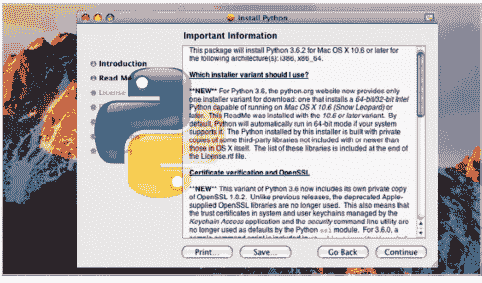 Install Python
Important Information
Introduction
Read Me
License
This package will install Python 3.6.2 for Mac OS X 10.6 or later for
the following architecture(s): i386, x86_64.
Which installer variant should I use?
**NEW** For Python 3.6, the python.org website now provides only
one installer variant for download: one that installs a 64-bit/32-bit Intel
Python capable of running on Mac OS X 10.6 (Snow Leopard) or
later. This ReadMe was installed with the 10.6 or later variant. By
default, Python will automatically run in 64-bit mode if your system
supports it. The Python installed by this installer is built with private
copies of some third-party libraries not included with or newer than
those in OS X itself. The list of these libraries is included at the end of
the License.rtf file.
Certificate verification and OpenSSL
**NEW** This variant of Python 3.6 now includes its own private copy
of OpenSSL 1.0.2. Unlike previous releases, the deprecated Apple-
supplied OpenSSL libraries are no longer used. This also means that
the trust certificates in system and user keychains managed by the
Keychain Access application and the security command line utility are
no longer used as defaults by the Python ssl module. For 3.6.0, a
Print...
Save...
Go Back
Continue